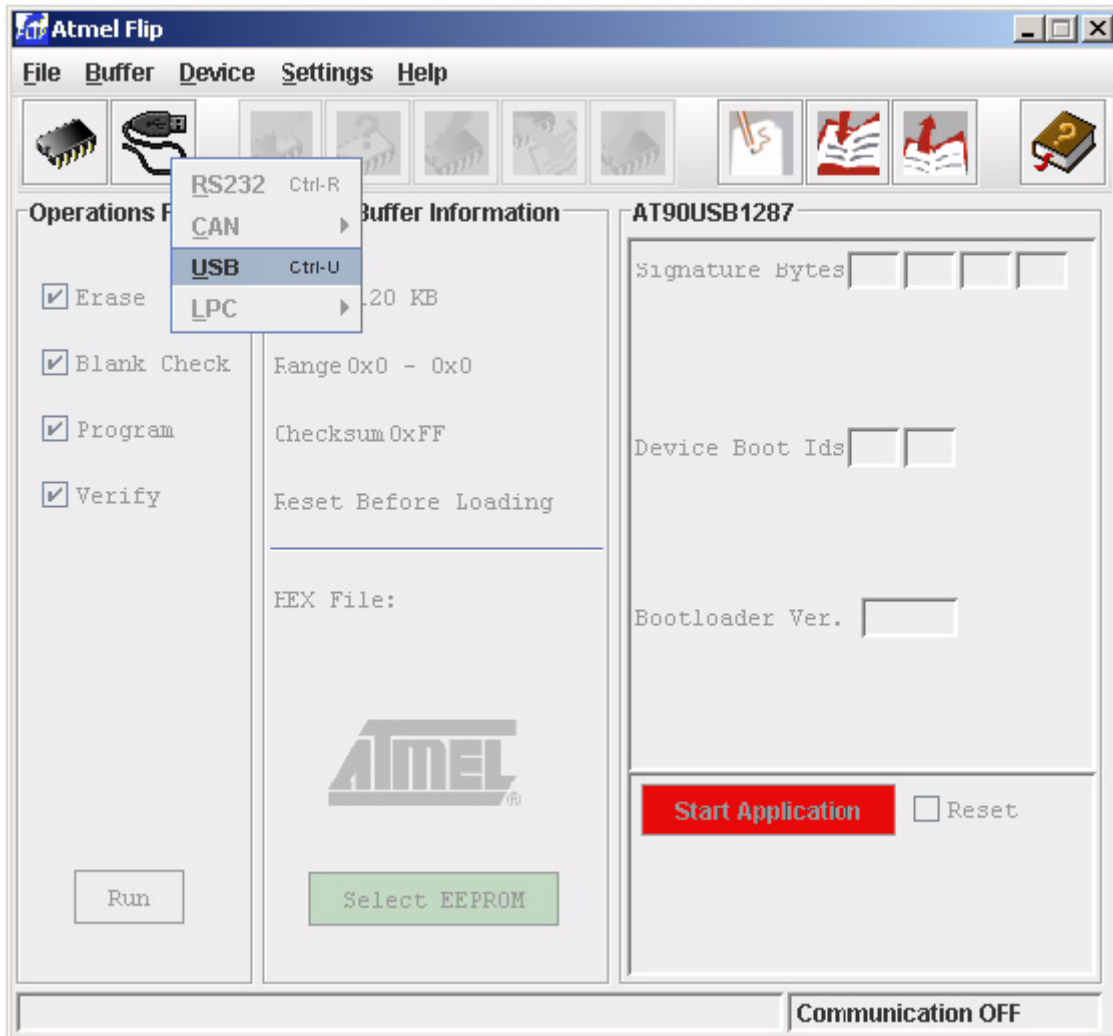 Atmel Flip
File Buffer Device Settings Help
RS232 Ctrl-R
CAN
USB Ctrl-U
LPC
Operations F
Erase
Blank Check
Program
Verify
Run
Buffer Information
120 KB
Range 0x0 - 0x0
Checksum 0xFF
Reset Before Loading
HEX File:
ATMEL ®
Select EEPROM
AT90USB1287
Signature Bytes
Device Boot Ids
Bootloader Ver.
Start Application Reset
Communication OFF